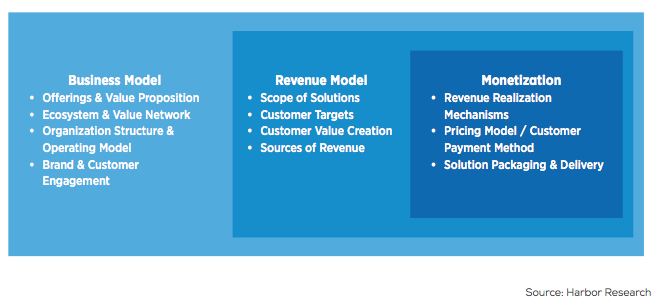 Business Model
• Offerings & Value Proposition
• Ecosystem & Value Network
• Organization Structure &
Operating Model
• Brand & Customer
Engagement
Revenue Model
• Scope of Solutions
• Customer Targets
• Customer Value Creation
• Sources of Revenue
Monetization
• Revenue Realization
Mechanisms
• Pricing Model / Customer
Payment Method
• Solution Packaging & Delivery
Source: Harbor Research